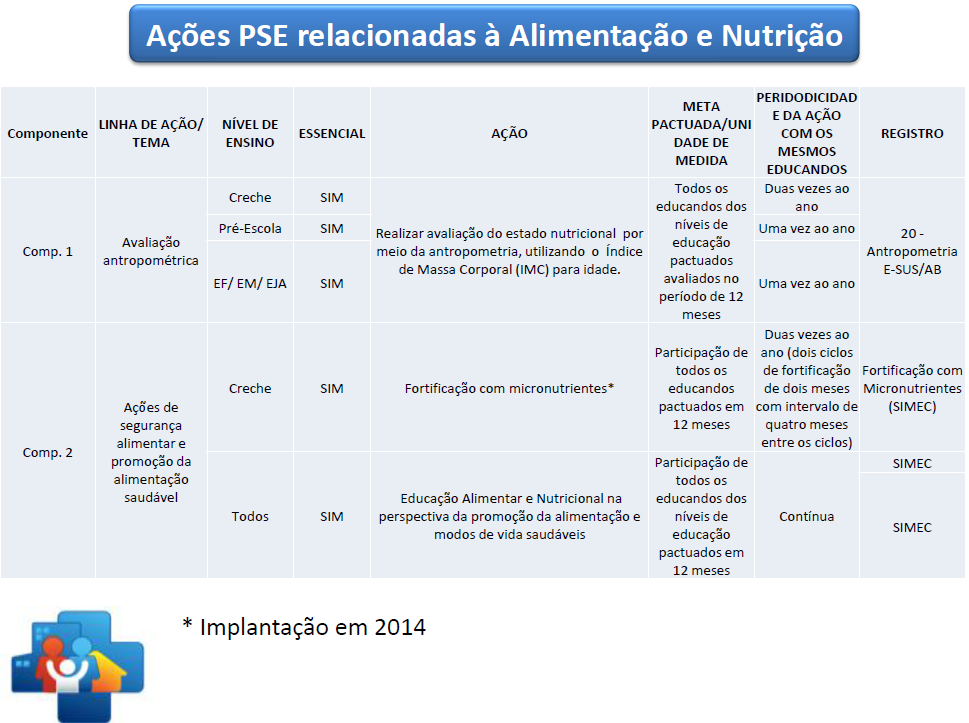 Ações PSE relacionadas à Alimentação e Nutrição
Componente
LINHA DE AÇÃO/
TEMA
NÍVEL DE
ENSINO
ESSENCIAL
AÇÃO
META
PACTUADA/UNI
DADE DE
MEDIDA
PERIDODICIDAD
E DA AÇÃO
COM OS
MESMOS
EDUCANDOS
REGISTRO
Comp. 1
Avaliação
antropométrica
Creche
SIM
Pré-Escola
SIM
EF/ EM/ EJA
SIM
Realizar avaliação do estado nutricional por
meio da antropometria, utilizando o Índice
de Massa Corporal (IMC) para idade.
Todos os
educandos dos
níveis de
educação
pactuados
avaliados no
período de 12
meses
Duas vezes ao
ano
Uma vez ao ano
Uma vez ao ano
20 -
Antropometria
E-SUS/AB
Comp. 2
Ações de
segurança
alimentar e
promoção da
alimentação
saudável
Creche
SIM
Fortificação com micronutrientes*
Participação de
todos os
educandos
pactuados em
12 meses
Duas vezes ao
ano (dois ciclos
de fortificação
de dois meses
com intervalo de
quatro meses
entre os ciclos)
Fortificação com
Micronutrientes
(SIMEC)
Todos
SIM
Educação Alimentar e Nutricional na
perspectiva da promoção da alimentação e
modos de vida saudáveis
Participação de
todos os
educandos dos
níveis de
educação
pactuados em
12 meses
Contínua
SIMEC
SIMEC
* Implantação em 2014